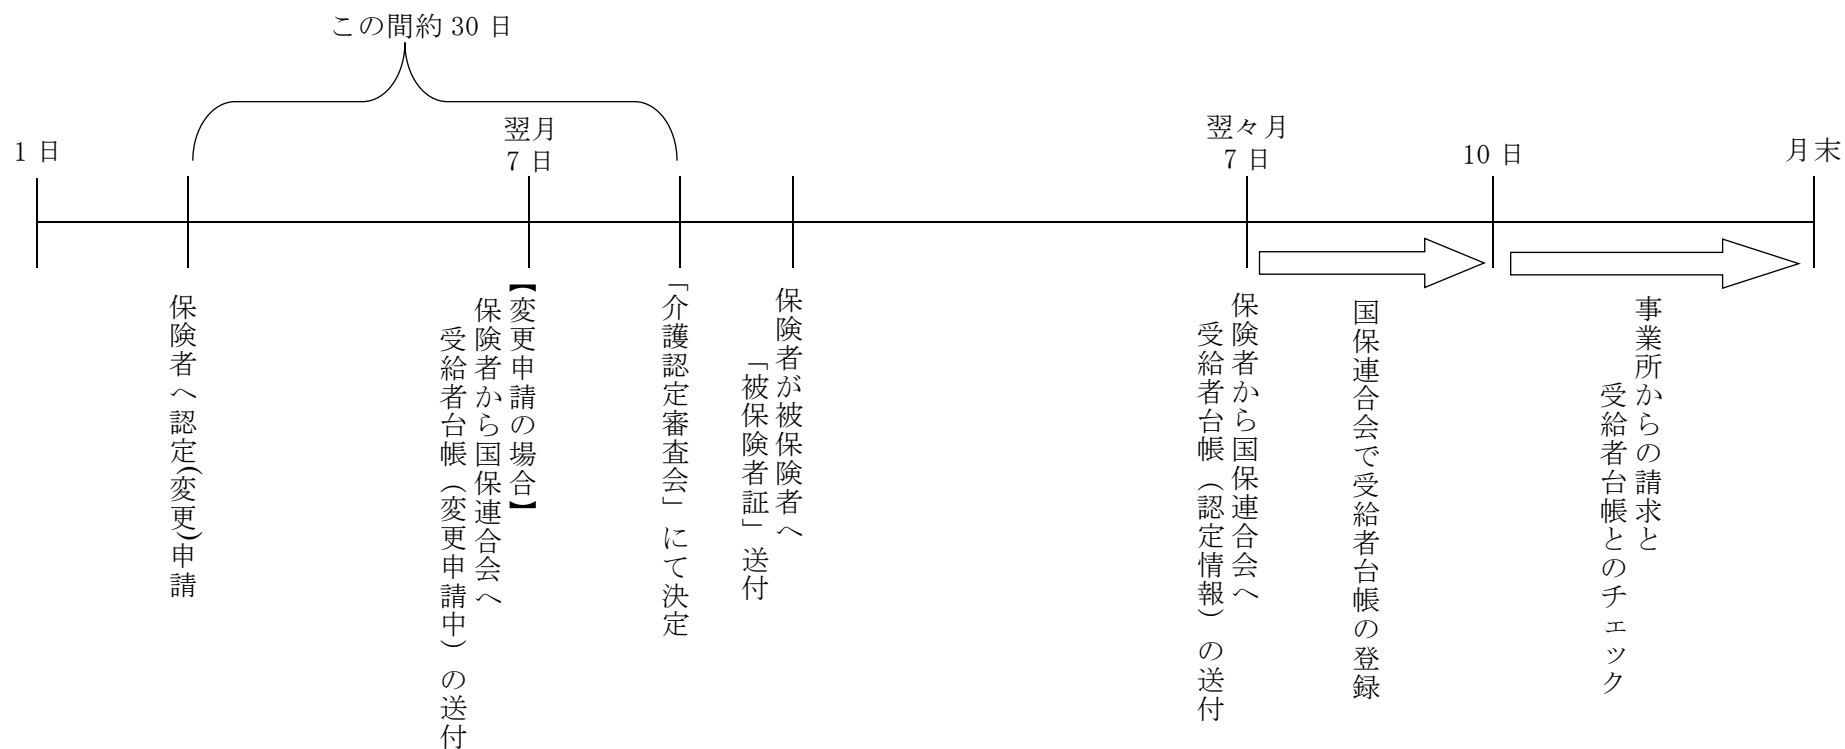 この間約 30 日
1 日
翌月
7 日
翌々月
7 日
10 日
月末
保険者へ認定(変更)申請
【変更申請の場合】
保険者から国保連合会へ
受給者台帳（変更申請中）の送付
「介護認定審査会」にて決定
保険者が被保険者へ
「被保険者証」送付
保険者から国保連合会へ
受給者台帳（認定情報）の送付
国保連合会で受給者台帳の登録
事業所からの請求と
受給者台帳とのチェック